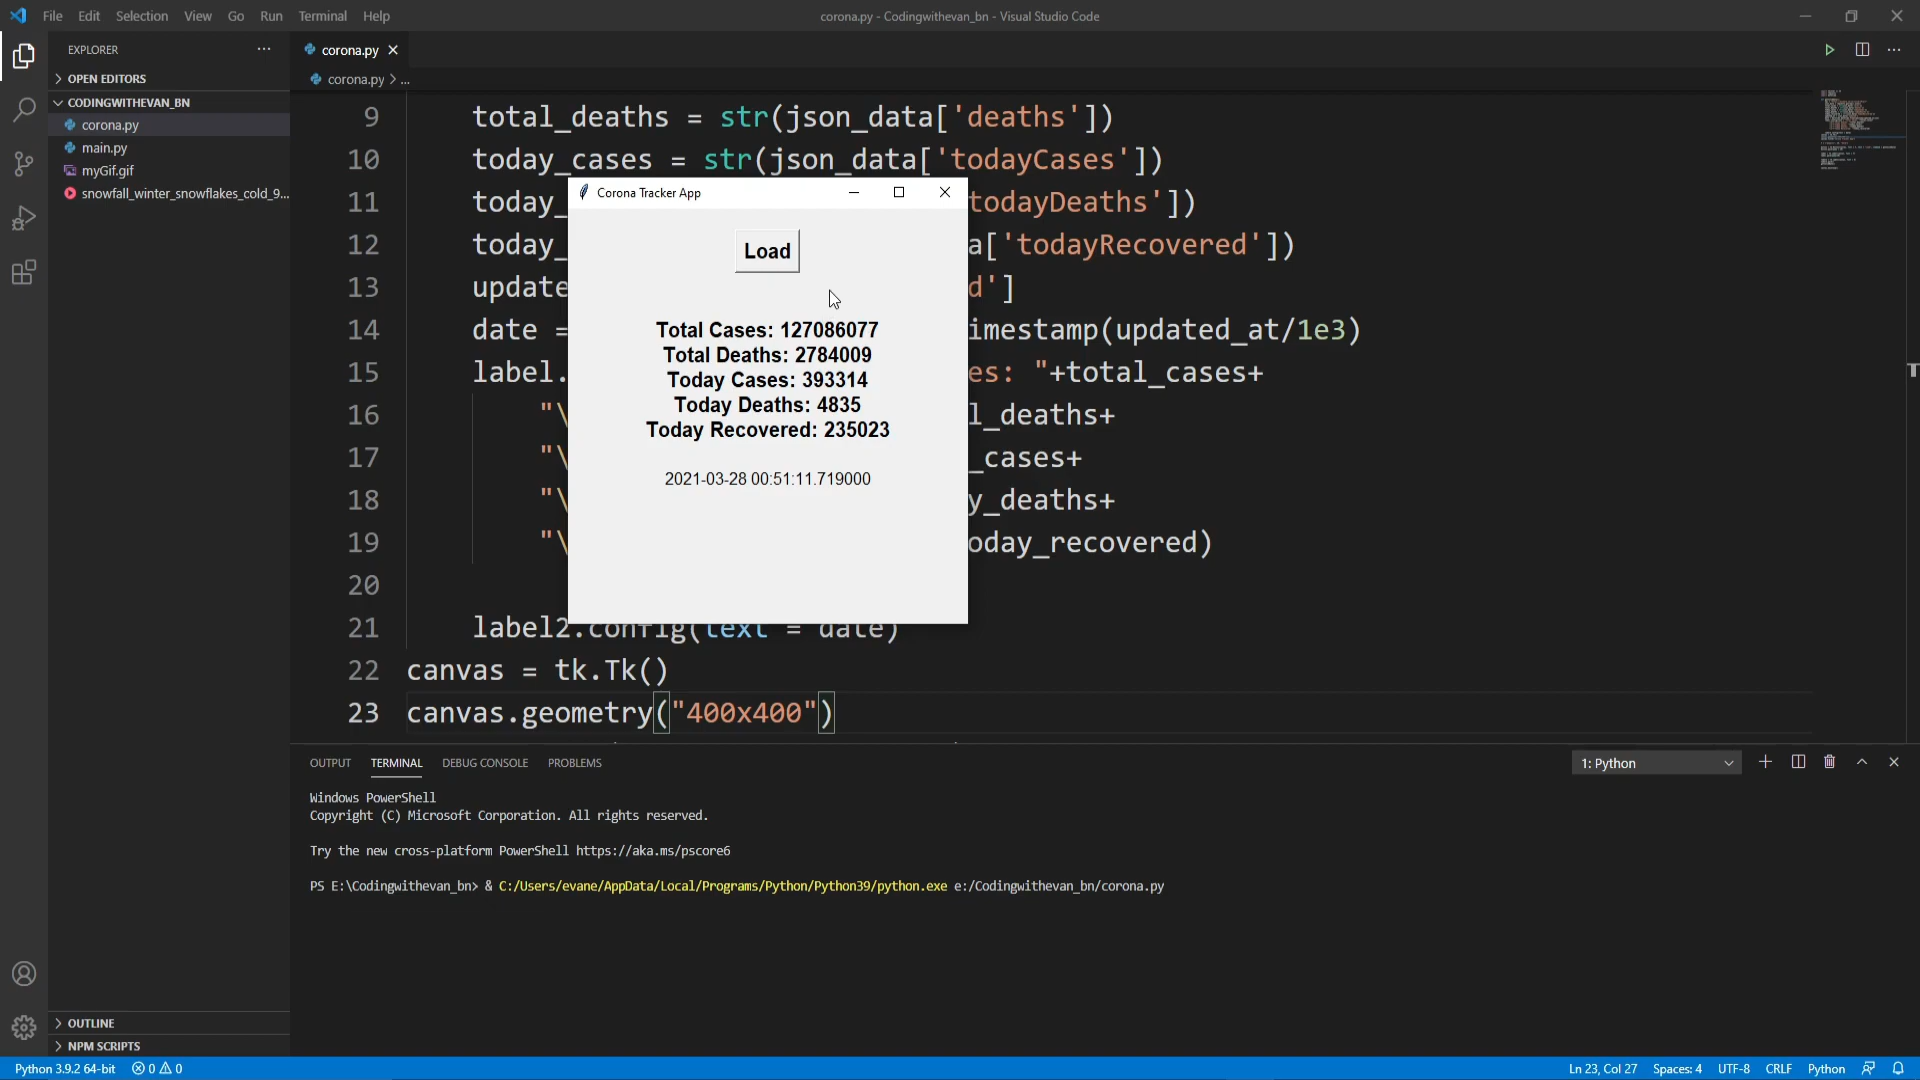 File Edit Selection View Go Run Terminal Help
corona.py - Codingwithevan_bn - Visual Studio Code
EXPLORER
OPEN EDITORS
CODINGWITHEVAN_BN
corona.py
main.py
myGif.gif
snowfall_winter_snowflakes_cold_9...
OUTLINE
NPM SCRIPTS
corona.py
corona.py > ...
9 total_deaths = str(json_data['deaths'])
10 today_cases = str(json_data['todayCases'])
11 today_ todayDeaths'])
12 today_ a['todayRecovered'])
13 update d']
14 date = imestamp(updated_at/1e3)
15 label. es: "+total_cases+
16 "\ l_deaths+
17 "\ _cases+
18 "\ y_deaths+
19 "\ oday_recovered)
20
21 label2.config(text = date)
22 canvas = tk.Tk()
23 canvas.geometry("400x400")
Corona Tracker App
Load
Total Cases: 127086077
Total Deaths: 2784009
Today Cases: 393314
Today Deaths: 4835
Today Recovered: 235023
2021-03-28 00:51:11.719000
OUTPUT TERMINAL DEBUG CONSOLE PROBLEMS
1: Python
Windows PowerShell
Copyright (C) Microsoft Corporation. All rights reserved.
Try the new cross-platform PowerShell https://aka.ms/pscore6
PS E:\Codingwithevan_bn> & C:/Users/evane/AppData/Local/Programs/Python/Python39/python.exe e:/Codingwithevan_bn/corona.py
Python 3.9.2 64-bit 0 0
Ln 23, Col 27 Spaces: 4 UTF-8 CRLF Python